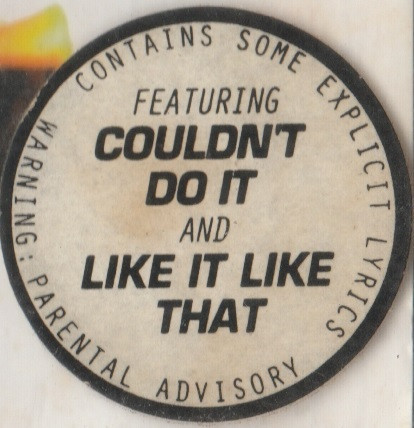 WARNING: PARENTAL ADVISORY
CONTAINS SOME EXPLICIT LYRICS
FEATURING
COULDN'T
DO IT
AND
LIKE IT LIKE
THAT